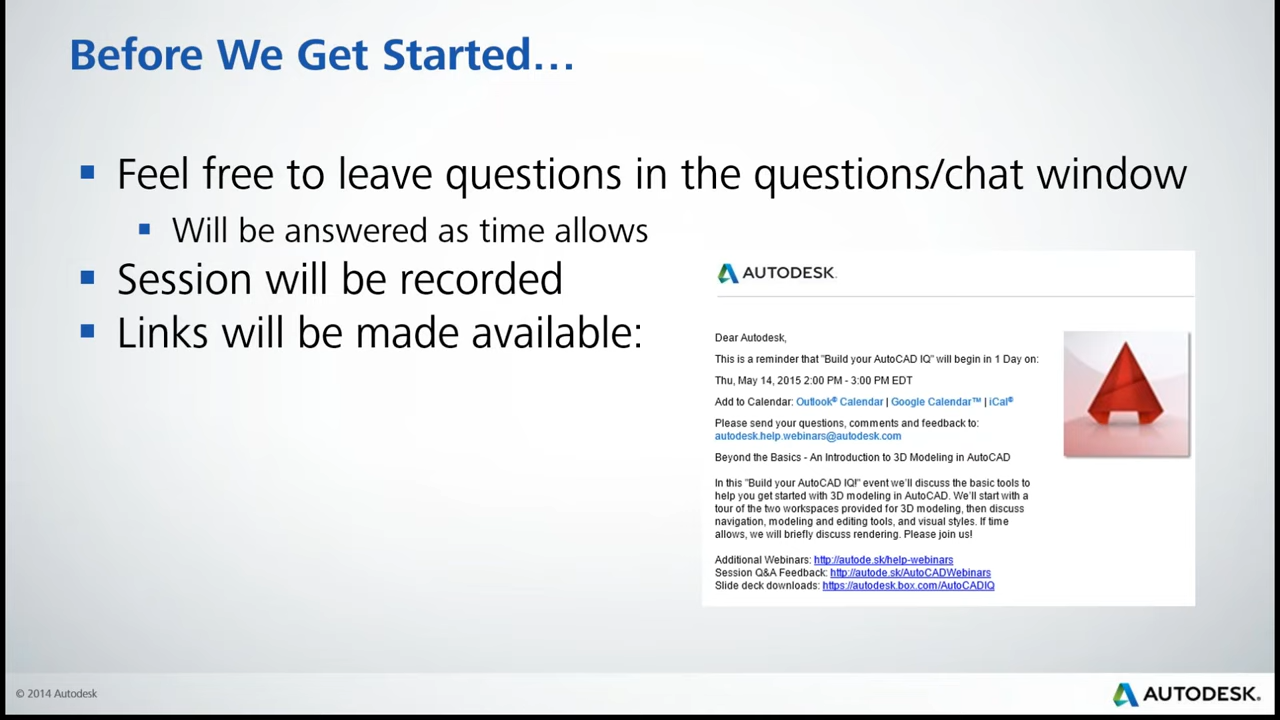 Before We Get Started...
▪ Feel free to leave questions in the questions/chat window
▪ Will be answered as time allows
▪ Session will be recorded
▪ Links will be made available:
AUTODESK.
Dear Autodesk,
This is a reminder that "Build your AutoCAD IQ" will begin in 1 Day on:
Thu, May 14, 2015 2:00 PM - 3:00 PM EDT
Add to Calendar: Outlook® Calendar | Google Calendar™ | iCal®
Please send your questions, comments and feedback to:
autodesk.help.webinars@autodesk.com
Beyond the Basics - An Introduction to 3D Modeling in AutoCAD
In this "Build your AutoCAD IQ!" event we'll discuss the basic tools to
help you get started with 3D modeling in AutoCAD. We'll start with a
tour of the two workspaces provided for 3D modeling, then discuss
navigation, modeling and editing tools, and visual styles. If time
allows, we will briefly discuss rendering. Please join us!
Additional Webinars: http://autode.sk/help-webinars
Session Q&A Feedback: http://autode.sk/AutoCADWebinars
Slide deck downloads: https://autodesk.box.com/AutoCADIQ
© 2014 Autodesk
AUTODESK.